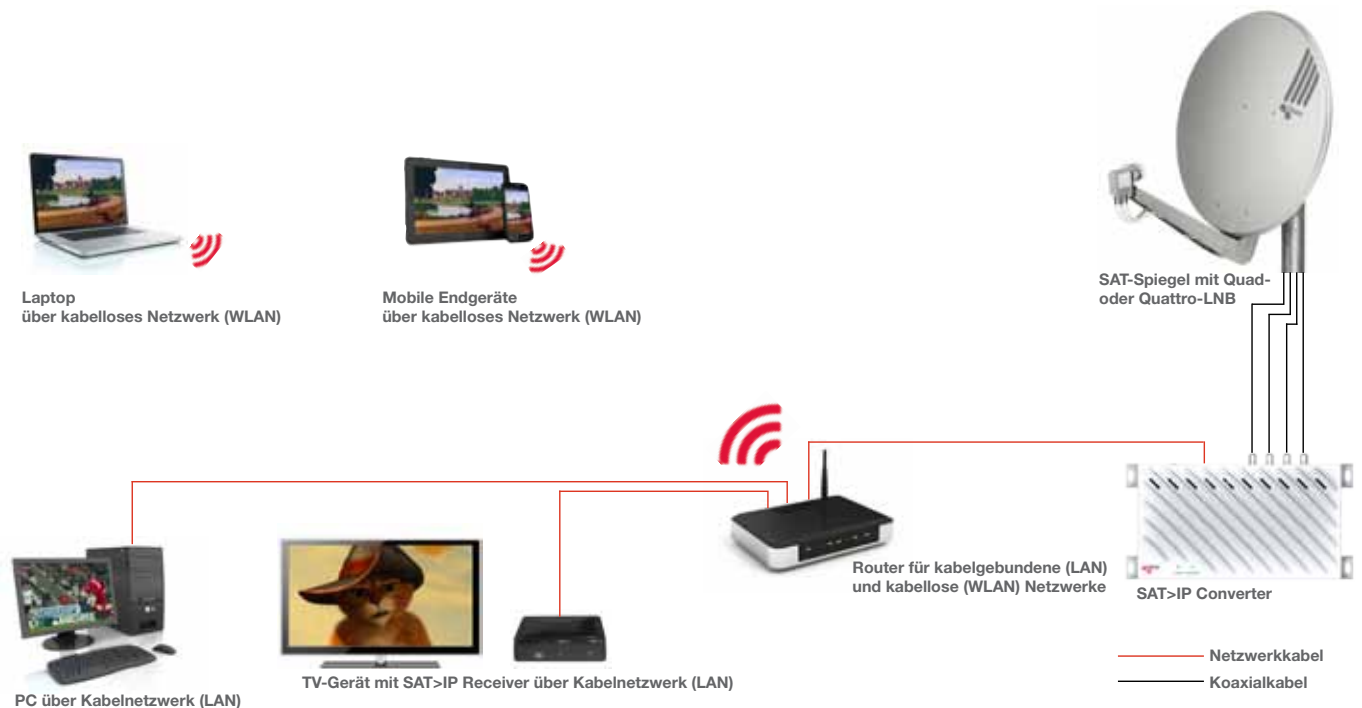 SAT-Spiegel mit Quad-
oder Quattro-LNB
Laptop
über kabelloses Netzwerk (WLAN)
Mobile Endgeräte
über kabelloses Netzwerk (WLAN)
Router für kabelgebundene (LAN)
und kabellose (WLAN) Netzwerke
SAT>IP Converter
PC über Kabelnetzwerk (LAN)
TV-Gerät mit SAT>IP Receiver über Kabelnetzwerk (LAN)
Netzwerkkabel
Koaxialkabel